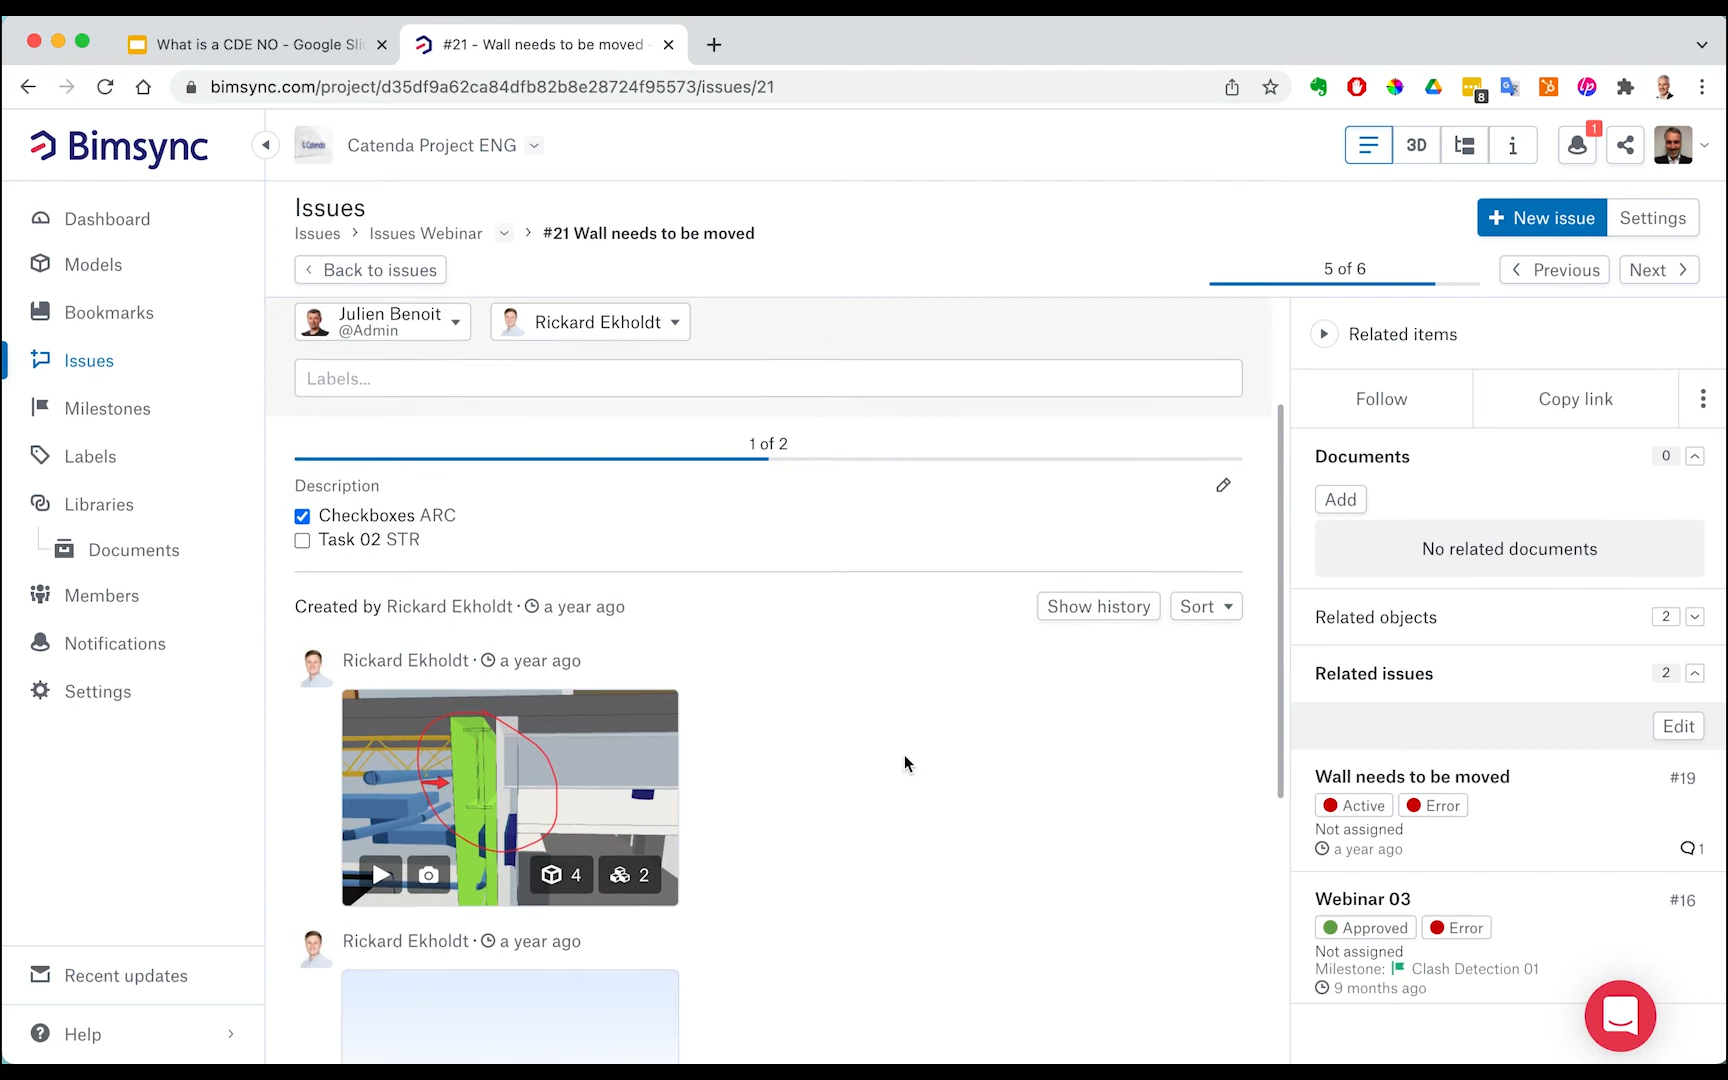 What is a CDE NO - Google Sli
#21 - Wall needs to be moved
bimsync.com/project/d35df9a62ca84dfb82b8e28724f95573/issues/21
8
Bimsync
Catenda
Catenda Project ENG
3D
i
1
Dashboard
Models
Bookmarks
Issues
Milestones
Labels
Libraries
Documents
Members
Notifications
Settings
Recent updates
Help
Issues
Issues > Issues Webinar > #21 Wall needs to be moved
Back to issues
New issue
Settings
5 of 6
Previous
Next
Julien Benoit
@Admin
Rickard Ekholdt
Labels...
1 of 2
Description
Checkboxes ARC
Task 02 STR
Created by Rickard Ekholdt · a year ago
Show history
Sort
Rickard Ekholdt · a year ago
4
2
Rickard Ekholdt · a year ago
Related items
Follow
Copy link
Documents
0
Add
No related documents
Related objects
2
Related issues
2
Edit
Wall needs to be moved
#19
Active
Error
Not assigned
a year ago
1
Webinar 03
#16
Approved
Error
Not assigned
Milestone: Clash Detection 01
9 months ago